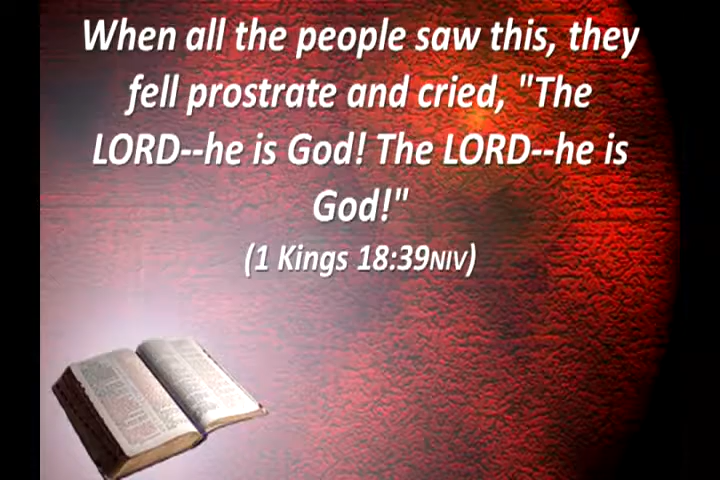 When all the people saw this, they
fell prostrate and cried, "The
LORD--he is God! The LORD--he is
God!"
(1 Kings 18:39NIV)